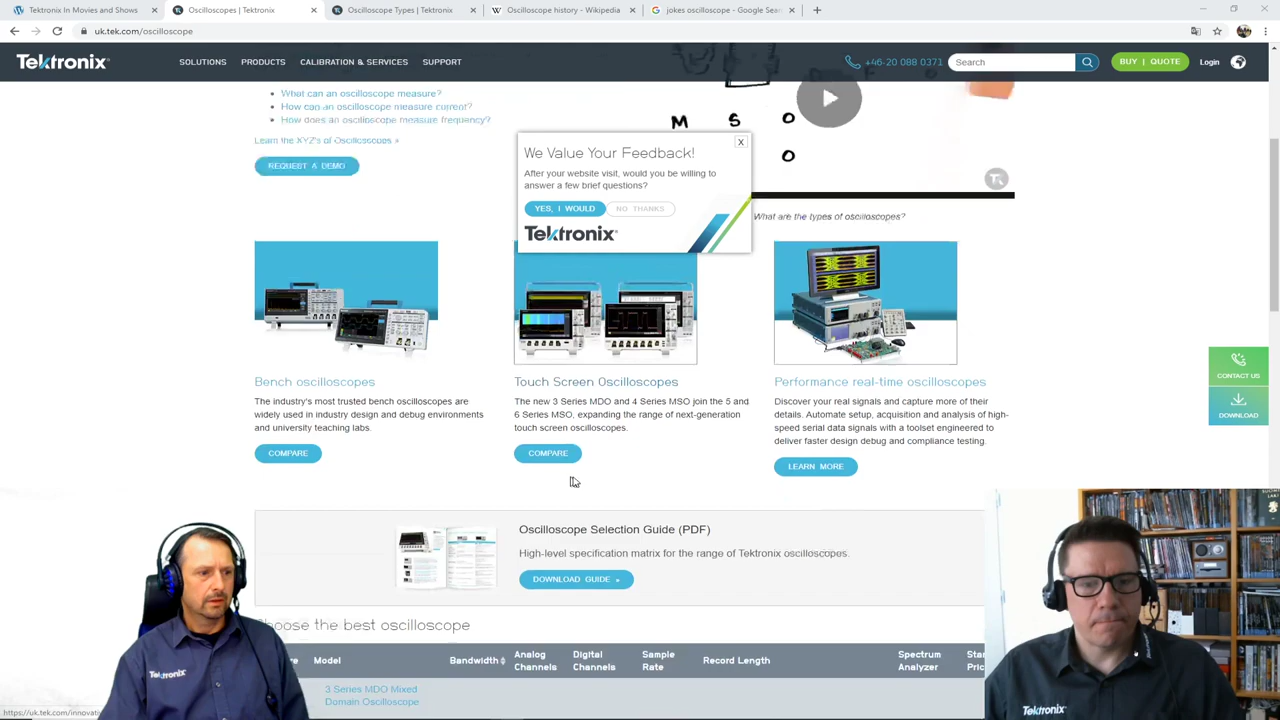 Tektronix In Movies and Shows
Oscilloscopes | Tektronix
Oscilloscope Types | Tektronix
Oscilloscope history - Wikipedia
jokes oscilloscope - Google Sear
uk.tek.com/oscilloscope
Tektronix
SOLUTIONS
PRODUCTS
CALIBRATION & SERVICES
SUPPORT
+46-20 088 0371
Search
BUY | QUOTE
Login
What can an oscilloscope measure?
How can an oscilloscope measure current?
How does an oscilloscope measure frequency?
Learn the XYZ's of Oscilloscopes »
REQUEST A DEMO
M S O
O
What are the types of oscilloscopes?
We Value Your Feedback!
X
After your website visit, would you be willing to
answer a few brief questions?
YES, I WOULD
NO THANKS
Tektronix
Bench oscilloscopes
The industry's most trusted bench oscilloscopes are
widely used in industry design and debug environments
and university teaching labs.
COMPARE
Touch Screen Oscilloscopes
The new 3 Series MDO and 4 Series MSO join the 5 and
6 Series MSO, expanding the range of next-generation
touch screen oscilloscopes.
COMPARE
Performance real-time oscilloscopes
Discover your real signals and capture more of their
details. Automate setup, acquisition and analysis of high-
speed serial data signals with a toolset engineered to
deliver faster design debug and compliance testing.
LEARN MORE
CONTACT US
DOWNLOAD
Oscilloscope Selection Guide (PDF)
High-level specification matrix for the range of Tektronix oscilloscopes.
DOWNLOAD GUIDE »
Choose the best oscilloscope
Model
Bandwidth
Analog
Channels
Digital
Channels
Sample
Rate
Record Length
Spectrum
Analyzer
3 Series MDO Mixed
Domain Oscilloscope
Tektronix
Tektronix
https://uk.tek.com/innovati